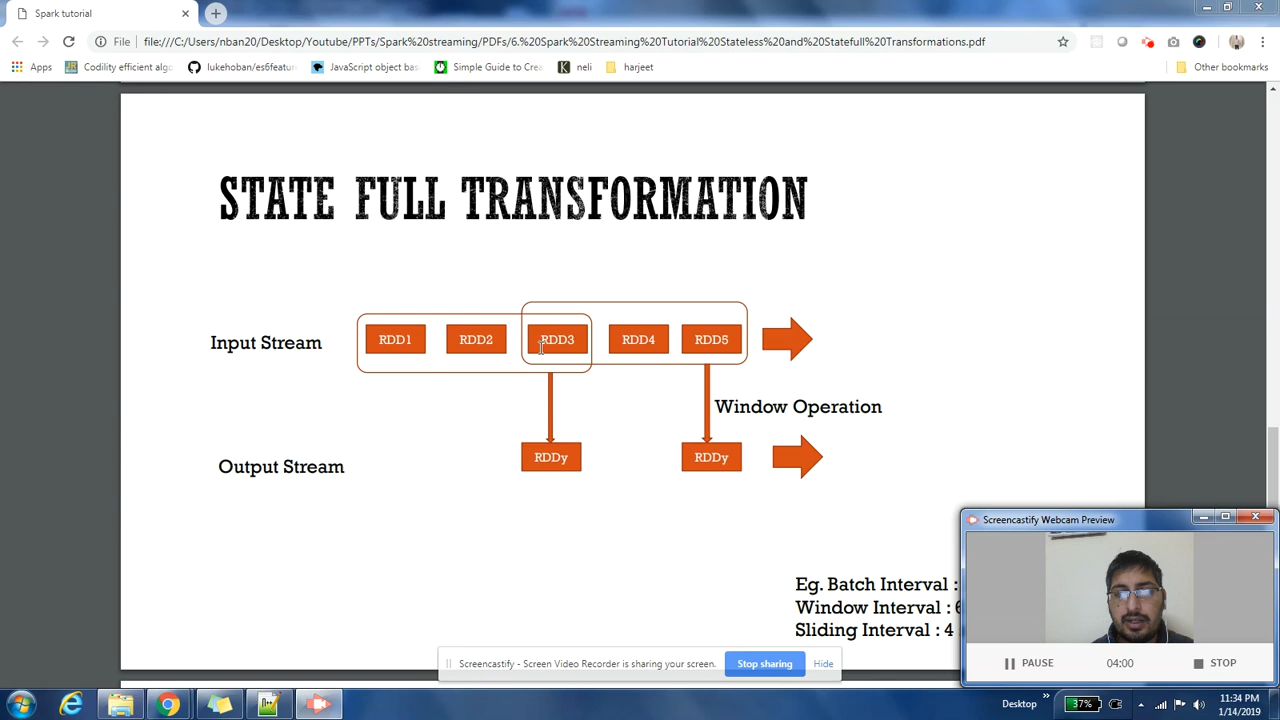 Spark tutorial
File
file:///C:/Users/nban20/Desktop/Youtube/PPTs/Spark%20streaming/PDFs/6.%20Spark%20Streaming%20Tutorial%20Stateless%20and%20Statefull%20Transformations.pdf
Apps
Codility efficient algo
lukehoban/es6featur
JavaScript object bas
Simple Guide to Crea
neli
harjeet
Other bookmarks
STATE FULL TRANSFORMATION
Input Stream
RDD1
RDD2
RDD3
RDD4
RDD5
Window Operation
Output Stream
RDDy
RDDy
Eg. Batch Interval :
Window Interval : 6
Sliding Interval : 4
Screencastify Webcam Preview
PAUSE
04:00
STOP
Screencastify - Screen Video Recorder is sharing your screen.
Stop sharing
Hide
Desktop
37%
11:34 PM
1/14/2019